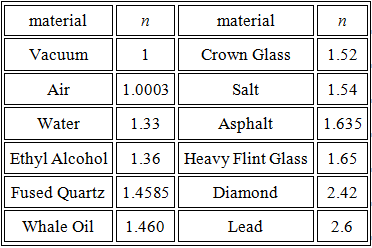 material n material n
Vacuum 1 Crown Glass 1.52
Air 1.0003 Salt 1.54
Water 1.33 Asphalt 1.635
Ethyl Alcohol 1.36 Heavy Flint Glass 1.65
Fused Quartz 1.4585 Diamond 2.42
Whale Oil 1.460 Lead 2.6